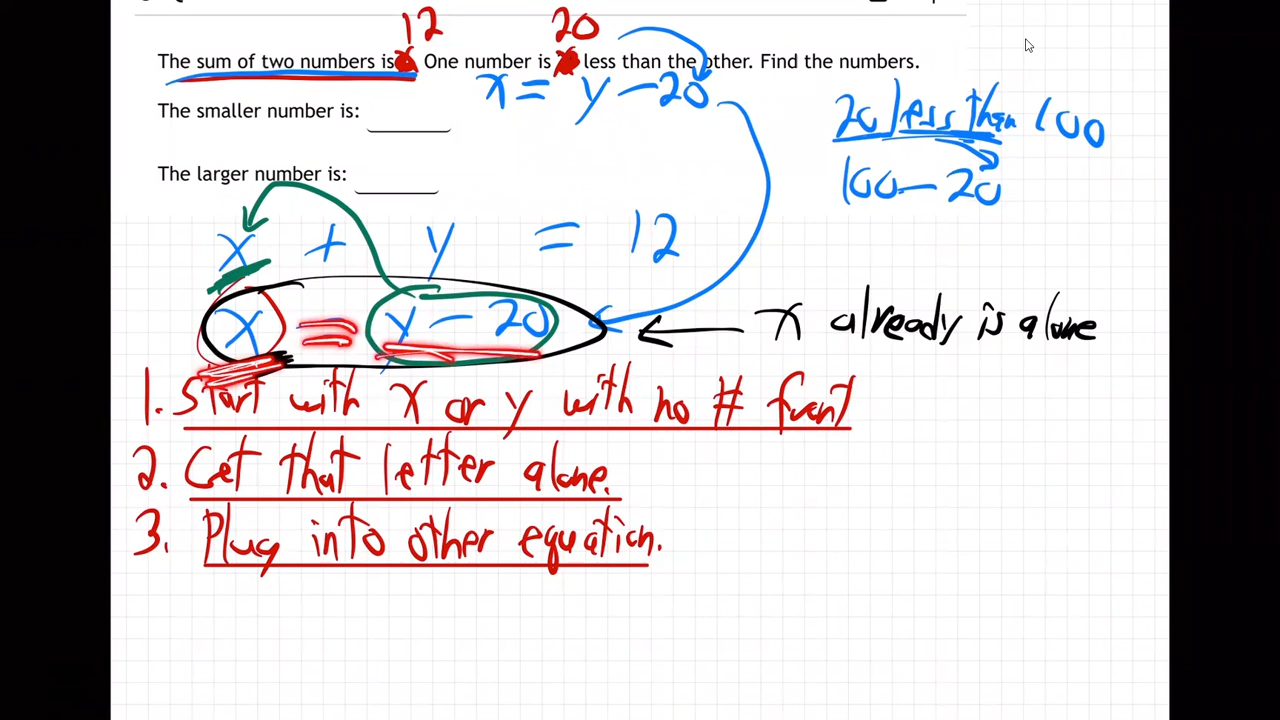 12 20
The sum of two numbers is One number is less than the other. Find the numbers.
x = y - 20
The smaller number is: ________
20 less than 100
The larger number is: ________
100 - 20
x + y = 12
x = y - 20
x already is alone
1. Start with x or y with no # front
2. Get that letter alone.
3. Plug into other equation.